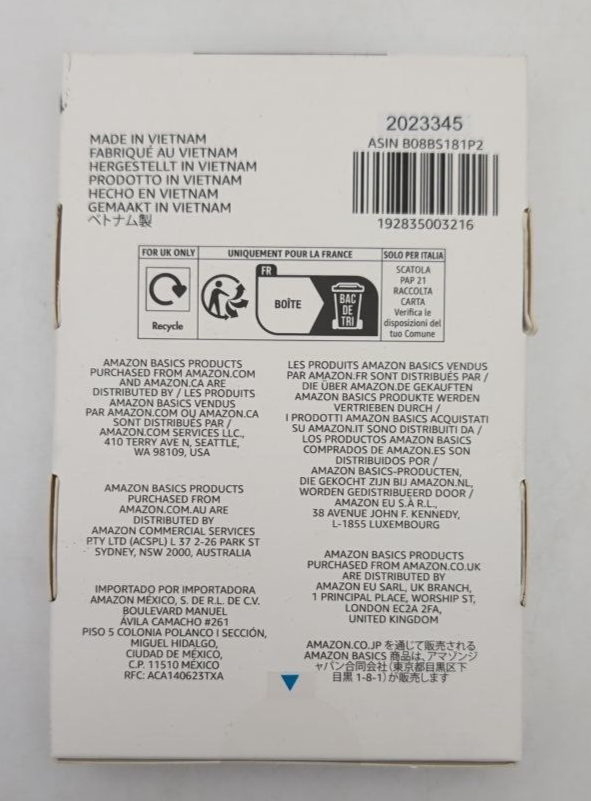 2023345
ASIN B08BS181P2
192835003216
MADE IN VIETNAM
FABRIQUÉ AU VIETNAM
HERGESTELLT IN VIETNAM
PRODOTTO IN VIETNAM
HECHO EN VIETNAM
GEMAAKT IN VIETNAM
ベトナム製
FOR UK ONLY
Recycle
UNIQUEMENT POUR LA FRANCE
FR
BOÎTE
BAC
DE
TRI
SOLO PER ITALIA
SCATOLA
PAP 21
RACCOLTA
CARTA
Verifica le
disposizioni del
tuo Comune
AMAZON BASICS PRODUCTS
PURCHASED FROM AMAZON.COM
AND AMAZON.CA ARE
DISTRIBUTED BY / LES PRODUITS
AMAZON BASICS VENDUS
PAR AMAZON.COM OU AMAZON.CA
SONT DISTRIBUÉS PAR /
AMAZON.COM SERVICES LLC.,
410 TERRY AVE N, SEATTLE,
WA 98109, USA
AMAZON BASICS PRODUCTS
PURCHASED FROM
AMAZON.COM.AU ARE
DISTRIBUTED BY
AMAZON COMMERCIAL SERVICES
PTY LTD (ACSPL) L 37 2-26 PARK ST
SYDNEY, NSW 2000, AUSTRALIA
IMPORTADO POR IMPORTADORA
AMAZON MÉXICO, S. DE R.L. DE C.V.
BOULEVARD MANUEL
ÁVILA CAMACHO #261
PISO 5 COLONIA POLANCO I SECCIÓN,
MIGUEL HIDALGO,
CIUDAD DE MÉXICO,
C.P. 11510 MÉXICO
RFC: ACA140623TXA
LES PRODUITS AMAZON BASICS VENDUS
PAR AMAZON.FR SONT DISTRIBUÉS PAR /
DIE ÜBER AMAZON.DE GEKAUFTEN
AMAZON BASICS PRODUKTE WERDEN
VERTRIEBEN DURCH /
I PRODOTTI AMAZON BASICS ACQUISTATI
SU AMAZON.IT SONO DISTRIBUITI DA /
LOS PRODUCTOS AMAZON BASICS
COMPRADOS DE AMAZON.ES SON
DISTRIBUIDOS POR /
AMAZON BASICS-PRODUCTEN,
DIE GEKOCHT ZIJN BIJ AMAZON.NL,
WORDEN GEDISTRIBUEERD DOOR /
AMAZON EU S.À R.L.,
38 AVENUE JOHN F. KENNEDY,
L-1855 LUXEMBOURG
AMAZON BASICS PRODUCTS
PURCHASED FROM AMAZON.CO.UK
ARE DISTRIBUTED BY
AMAZON EU SARL, UK BRANCH,
1 PRINCIPAL PLACE, WORSHIP ST,
LONDON EC2A 2FA,
UNITED KINGDOM
AMAZON.CO.JP を通じて販売される
AMAZON BASICS 商品は、アマゾンジ
ャパン合同会社（東京都目黒区下
目黒 1-8-1）が販売します